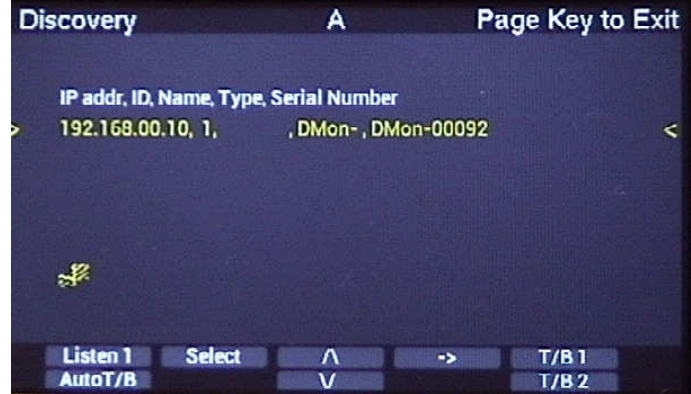 Discovery A Page Key to Exit
IP addr, ID, Name, Type, Serial Number
> 192.168.00.10, 1, , DMon- , DMon-00092 <
Listen 1 Select /\ -> T/B 1
AutoT/B \/ T/B 2